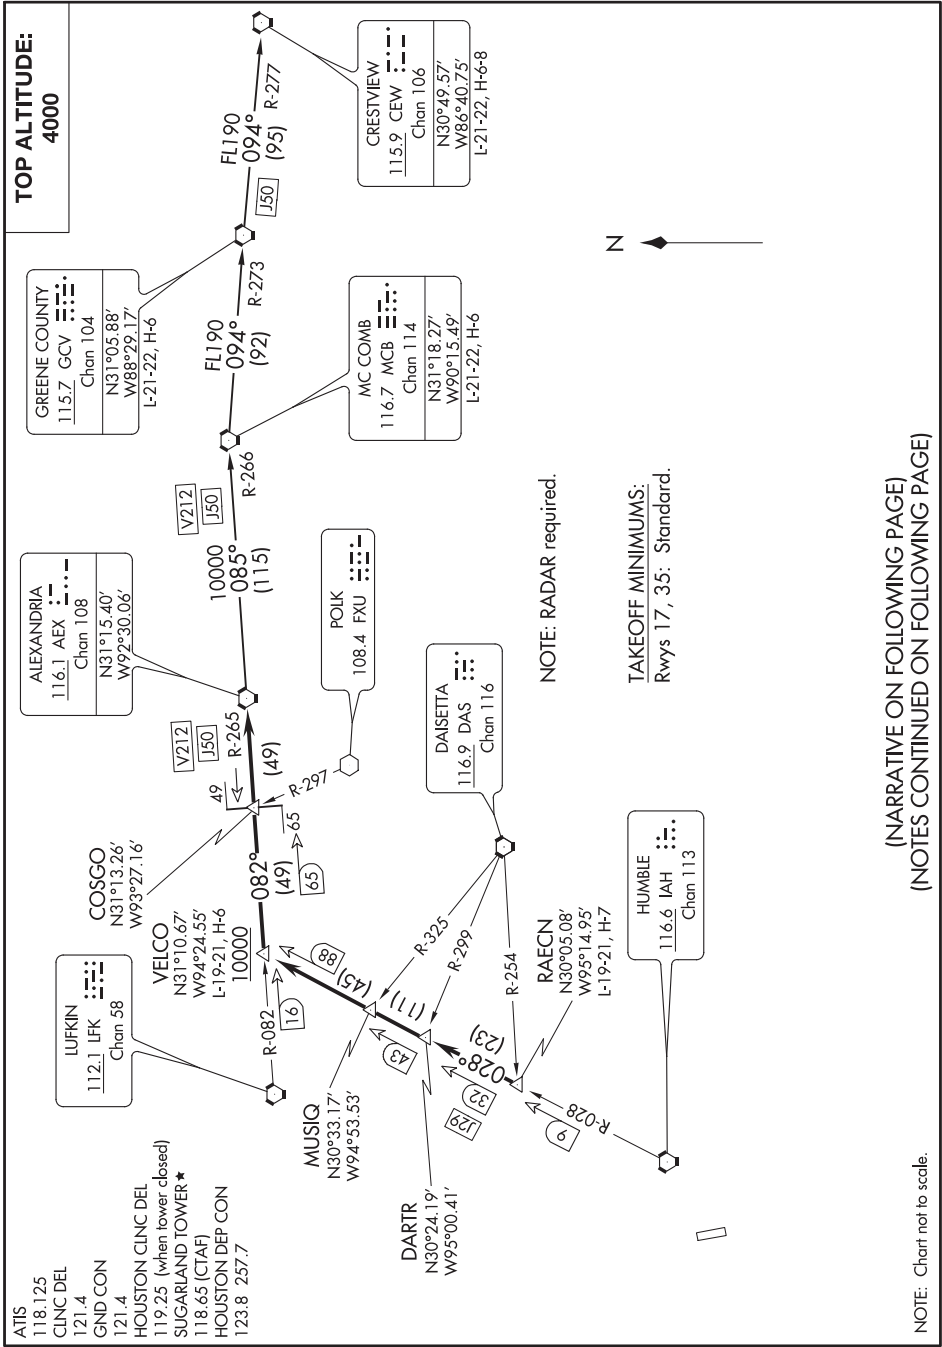 TOP ALTITUDE:
4000
ATIS
118.125
CLNC DEL
121.4
GND CON
121.4
HOUSTON CLNC DEL
119.25 (when tower closed)
SUGARLAND TOWER★
118.65 (CTAF)
HOUSTON DEP CON
123.8 257.7
LUFKIN
112.1 LFK
Chan 58
R-082
16
VELCO
N31°10.67'
W94°24.55'
L-19-21, H-6
10000
COSGO
N31°13.26'
W93°27.16'
082°
(49)
65
65
49
R-297
R-265
(49)
V212
J50
ALEXANDRIA
116.1 AEX
Chan 108
N31°15.40'
W92°30.06'
POLK
108.4 FXU
10000
085°
(115)
V212
J50
R-266
GREENE COUNTY
115.7 GCV
Chan 104
N31°05.88'
W88°29.17'
L-21-22, H-6
MC COMB
116.7 MCB
Chan 114
N31°18.27'
W90°15.49'
L-21-22, H-6
FL190
094°
(92)
R-273
J50
FL190
094°
(95)
R-277
CRESTVIEW
115.9 CEW
Chan 106
N30°49.57'
W86°40.75'
L-21-22, H-6-8
N
MUSIQ
N30°33.17'
W94°53.53'
88
(45)
(11)
43
DARTR
N30°24.19'
W95°00.41'
J29
32
028°
(23)
R-325
R-299
R-254
DAISETTA
116.9 DAS
Chan 116
RAECN
N30°05.08'
W95°14.95'
L-19-21, H-7
9
R-028
HUMBLE
116.6 IAH
Chan 113
NOTE: RADAR required.
TAKEOFF MINIMUMS:
Rwys 17, 35: Standard.
(NARRATIVE ON FOLLOWING PAGE)
(NOTES CONTINUED ON FOLLOWING PAGE)
NOTE: Chart not to scale.